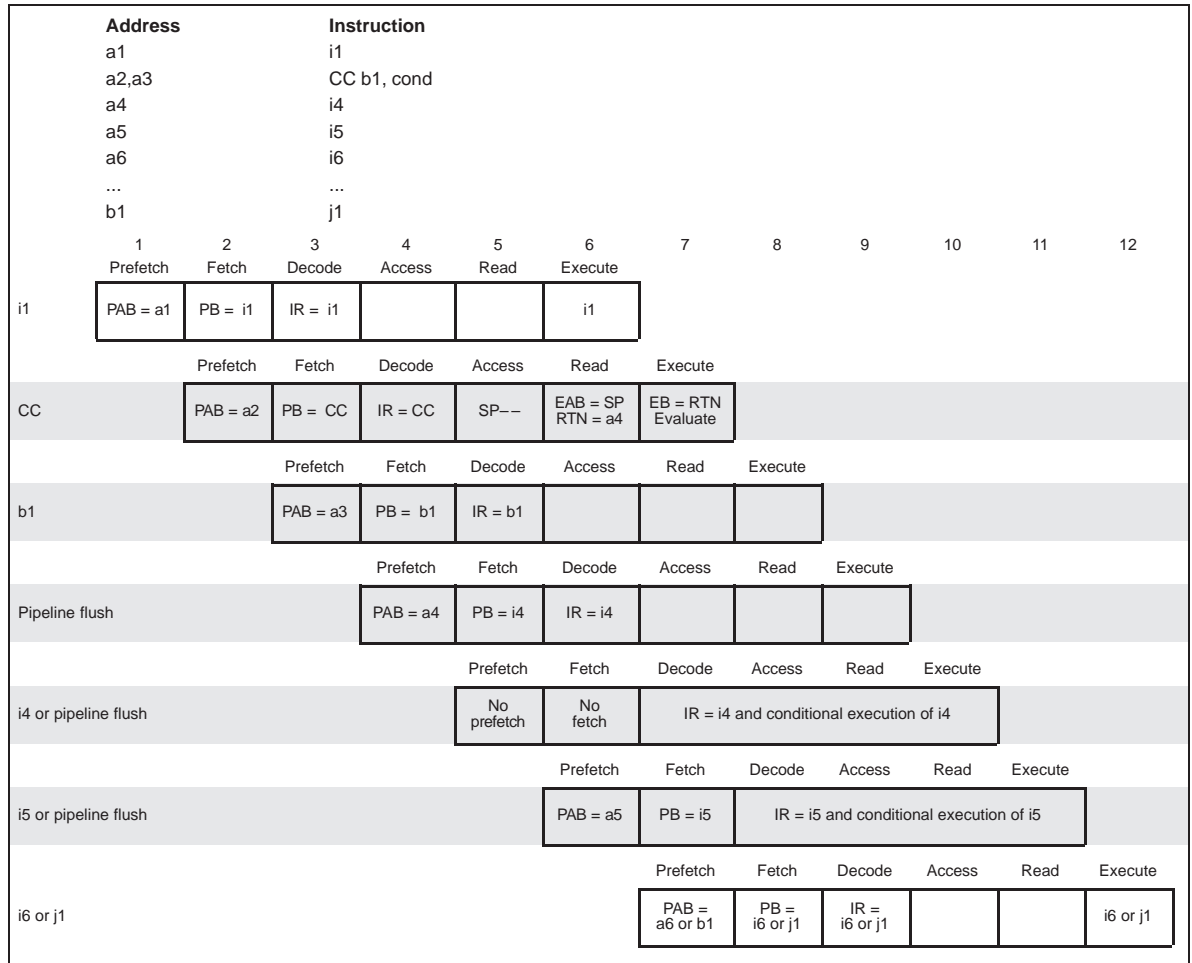 Address Instruction
a1 i1
a2,a3 CC b1, cond
a4 i4
a5 i5
a6 i6
... ...
b1 j1
1 2 3 4 5 6 7 8 9 10 11 12
Prefetch Fetch Decode Access Read Execute
i1 PAB = a1 PB = i1 IR = i1 i1
Prefetch Fetch Decode Access Read Execute
CC PAB = a2 PB = CC IR = CC SP−− EAB = SP RTN = a4 EB = RTN Evaluate
Prefetch Fetch Decode Access Read Execute
b1 PAB = a3 PB = b1 IR = b1
Prefetch Fetch Decode Access Read Execute
Pipeline flush PAB = a4 PB = i4 IR = i4
Prefetch Fetch Decode Access Read Execute
i4 or pipeline flush No prefetch No fetch IR = i4 and conditional execution of i4
Prefetch Fetch Decode Access Read Execute
i5 or pipeline flush PAB = a5 PB = i5 IR = i5 and conditional execution of i5
Prefetch Fetch Decode Access Read Execute
i6 or j1 PAB = a6 or b1 PB = i6 or j1 IR = i6 or j1 i6 or j1